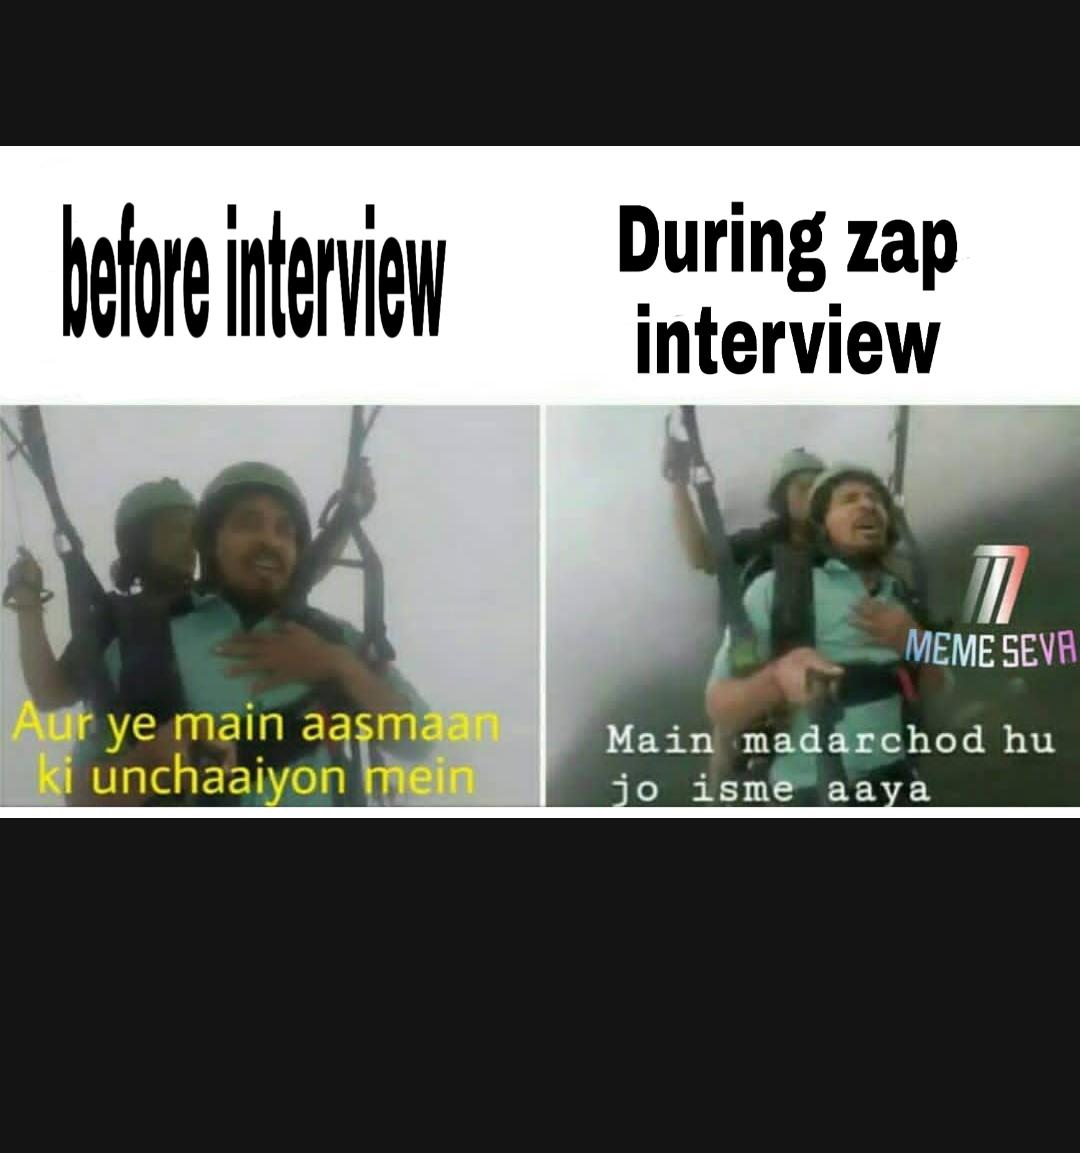 before interview
During zap
interview
Aur ye main aasmaan
ki unchaaiyon mein
MEME SEVA
Main madarchod hu
jo isme aaya